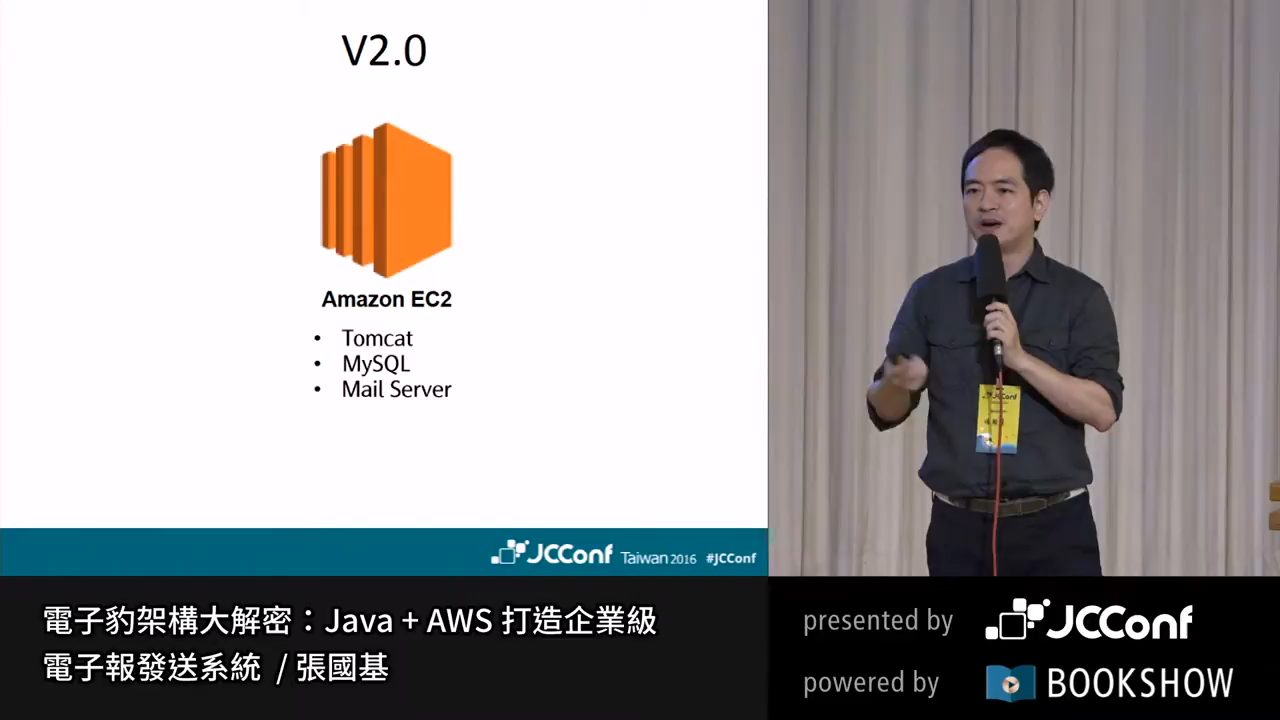 V2.0
Amazon EC2
• Tomcat
• MySQL
• Mail Server
JCConf Taiwan 2016 #JCConf
JCConf
電子豹架構大解密：Java + AWS 打造企業級
電子報發送系統 / 張國基
presented by JCConf
powered by BOOKSHOW